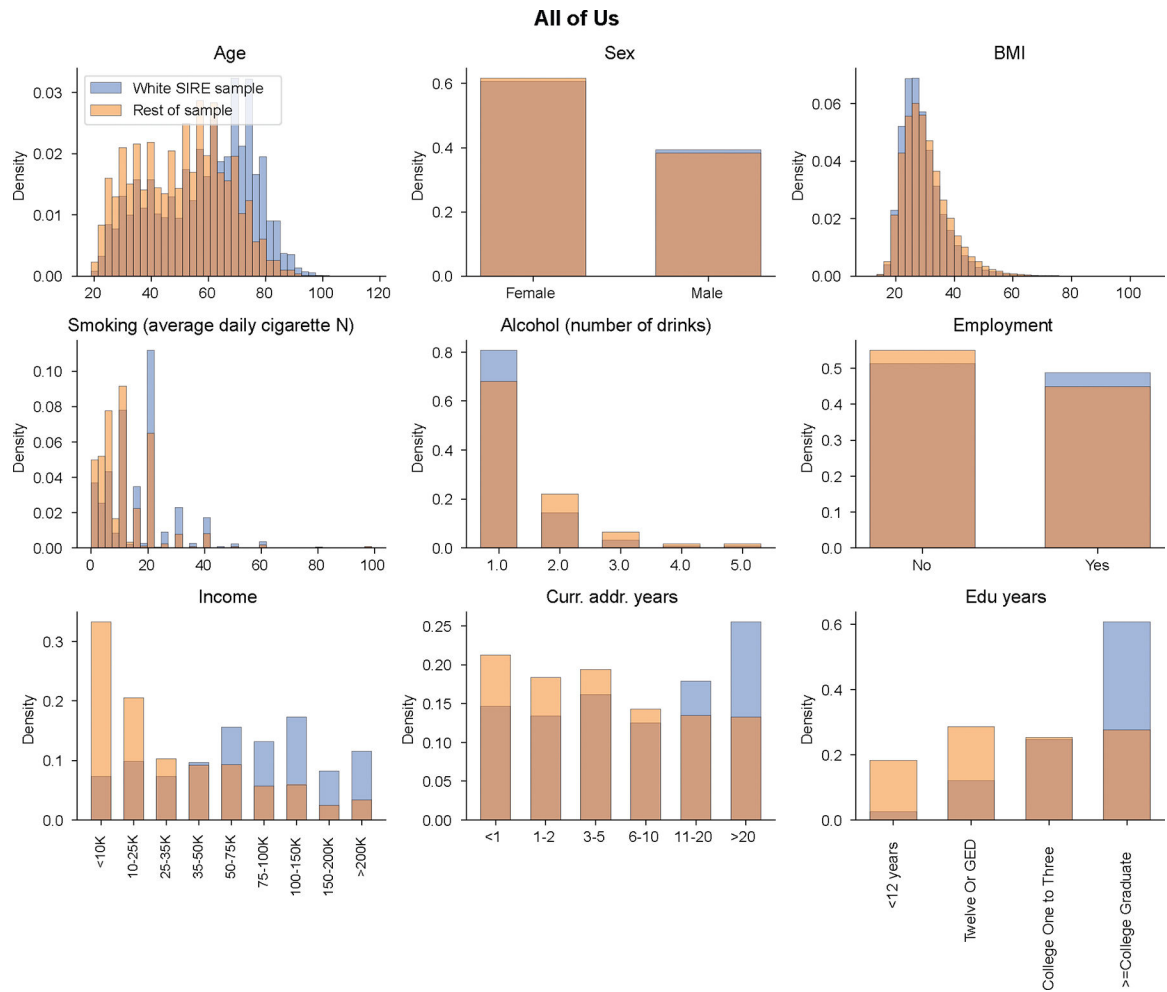 All of Us
Age
Sex
BMI
White SIRE sample
Rest of sample
Density
0.03
0.02
0.01
0.00
20 40 60 80 100 120
Density
0.6
0.4
0.2
0.0
Female Male
Density
0.06
0.04
0.02
0.00
20 40 60 80 100
Smoking (average daily cigarette N)
Alcohol (number of drinks)
Employment
Density
0.10
0.08
0.06
0.04
0.02
0.00
0 20 40 60 80 100
Density
0.8
0.6
0.4
0.2
0.0
1.0 2.0 3.0 4.0 5.0
Density
0.5
0.4
0.3
0.2
0.1
0.0
No Yes
Income
Curr. addr. years
Edu years
Density
0.3
0.2
0.1
0.0
<10K
10-25K
25-35K
35-50K
50-75K
75-100K
100-150K
150-200K
>200K
Density
0.25
0.20
0.15
0.10
0.05
0.00
<1 1-2 3-5 6-10 11-20 >20
Density
0.6
0.4
0.2
0.0
<12 years
Twelve Or GED
College One to Three
>=College Graduate